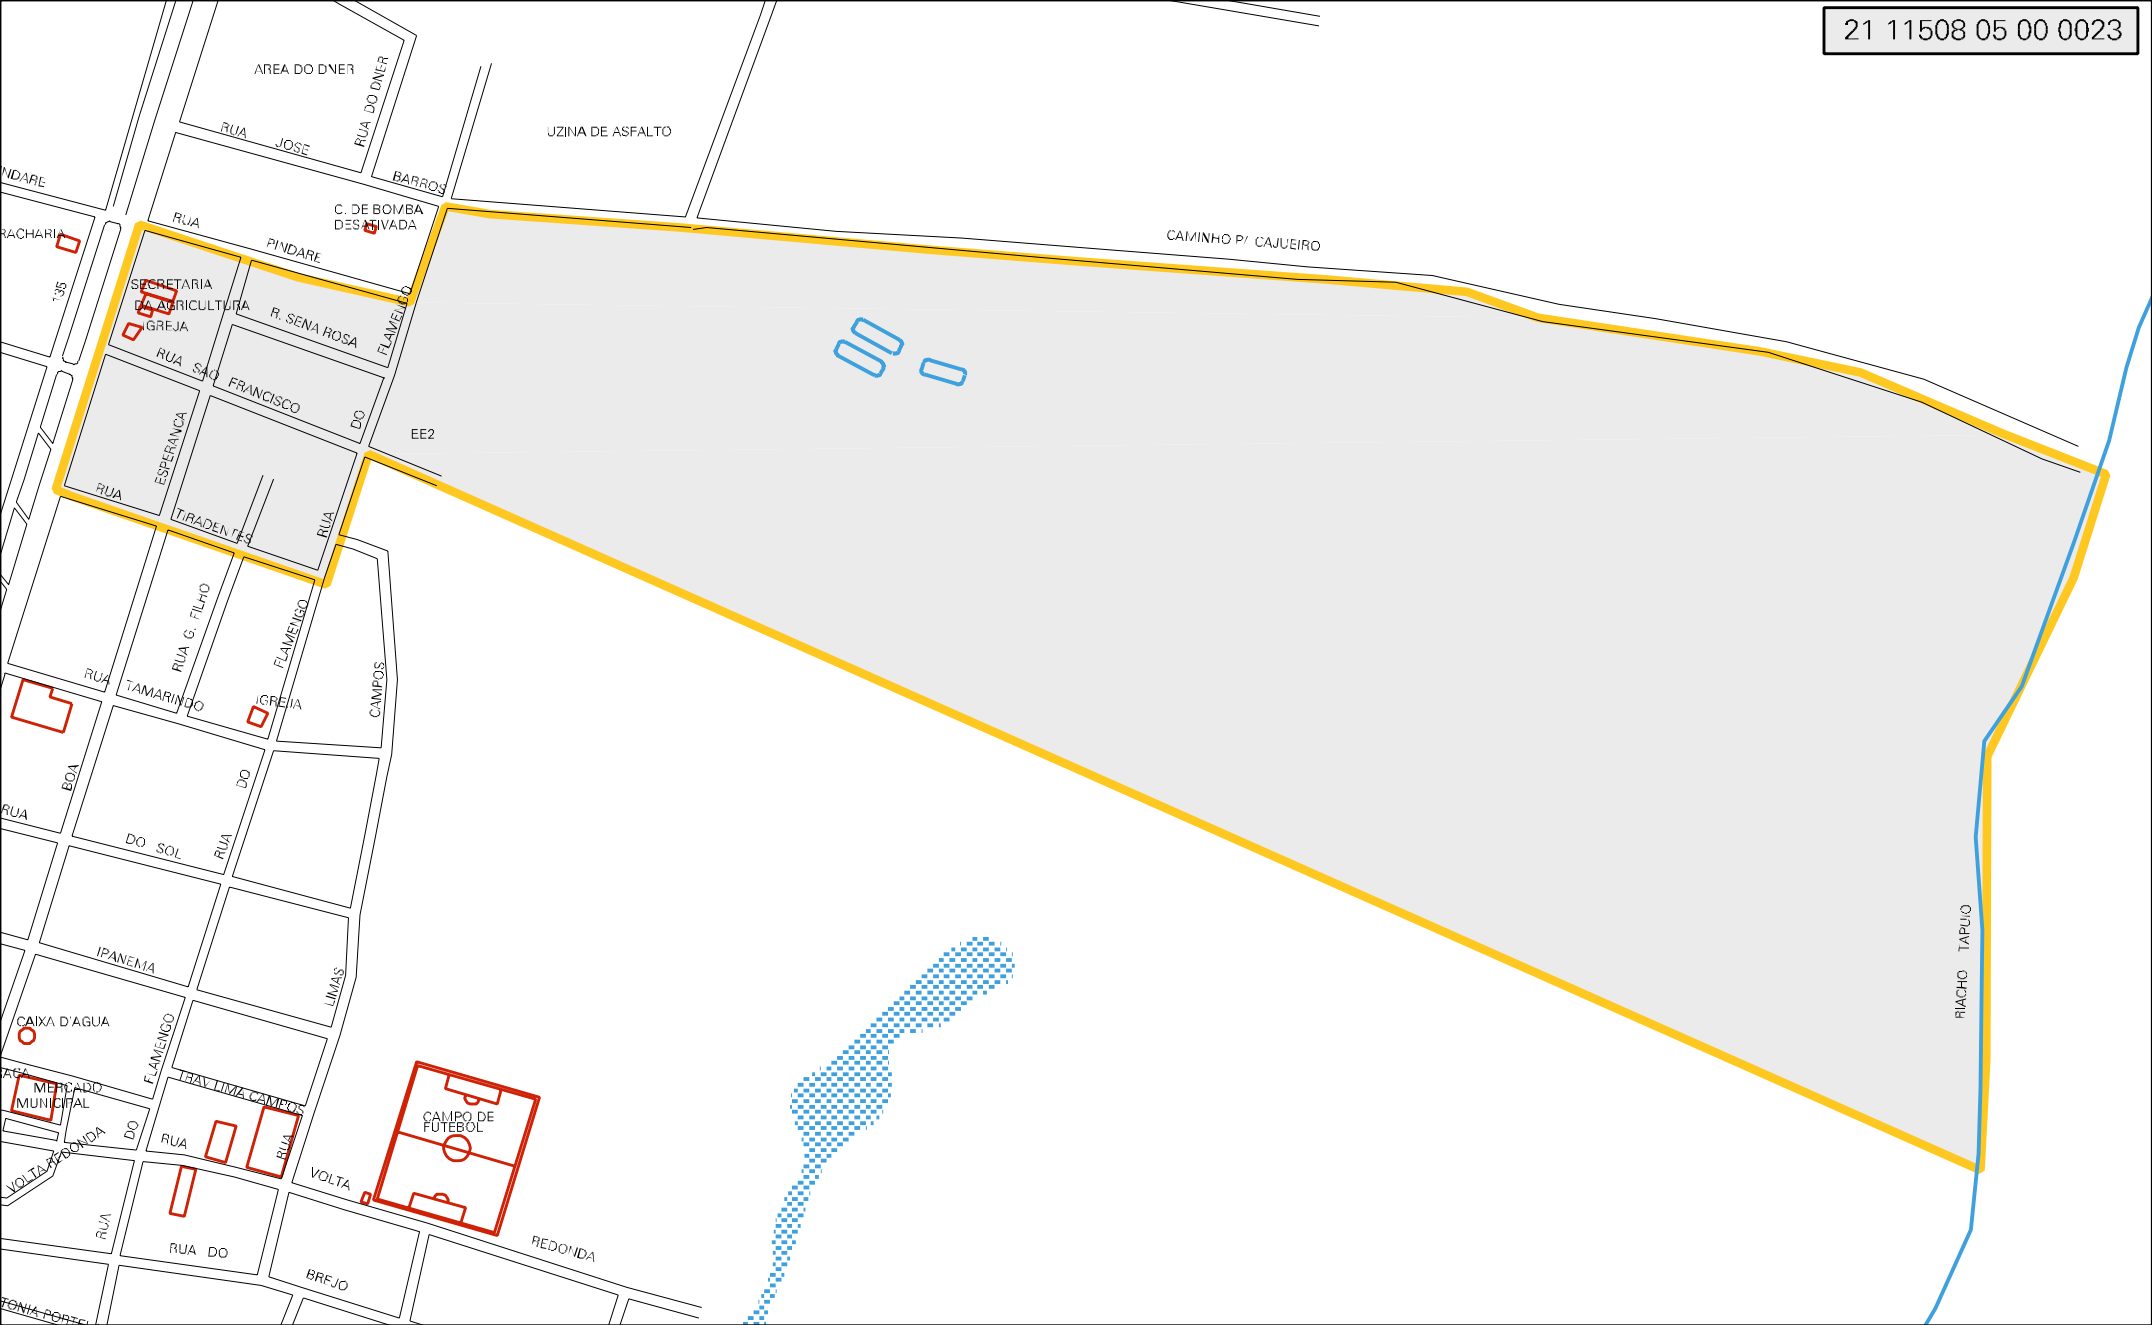 21 11508 05 00 0023
AREA DO DNER
RUA DO DNER
UZINA DE ASFALTO
RUA JOSE BARROS
NDARE
C. DE BOMBA
DESATIVADA
RUA PINDARE
RACHARIA
CAMINHO P/ CAJUEIRO
135
SECRETARIA
DA AGRICULTURA
IGREJA
R. SENA ROSA
FLAMENGO
RUA SAO FRANCISCO
DO
EE2
ESPERANCA
RUA TIRADENTES
RUA
RUA G. FILHO
FLAMENGO
CAMPOS
RUA TAMARINDO
IGREJA
BOA
DO
RUA
DO SOL
RUA
RIACHO TAPUIO
IPANEMA
LIMAS
CAIXA D'AGUA
FLAMENGO
RACA
MERCADO
MUNICIPAL
TRAV. LIMA CAMPOS
CAMPO DE
FUTEBOL
VOLTA REDONDA
DO
RUA
RUA
VOLTA
REDONDA
RUA
RUA DO
BREJO
TONIA PORTEL